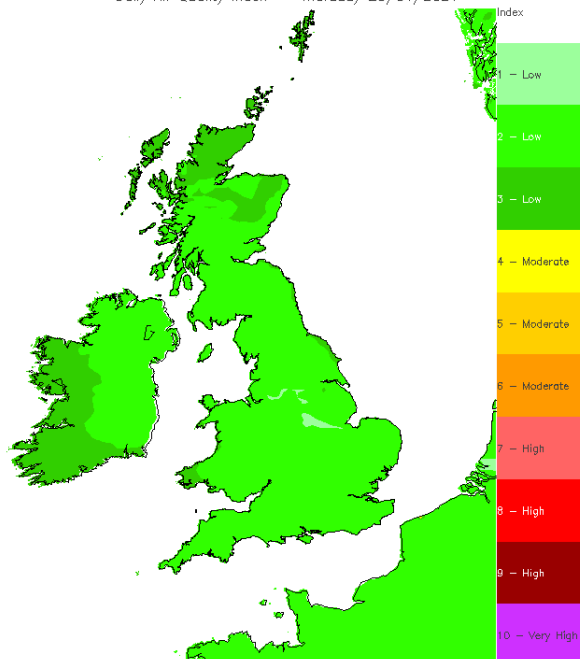 Index
1 - Low
2 - Low
3 - Low
4 - Moderate
5 - Moderate
6 - Moderate
7 - High
8 - High
9 - High
10 - Very High